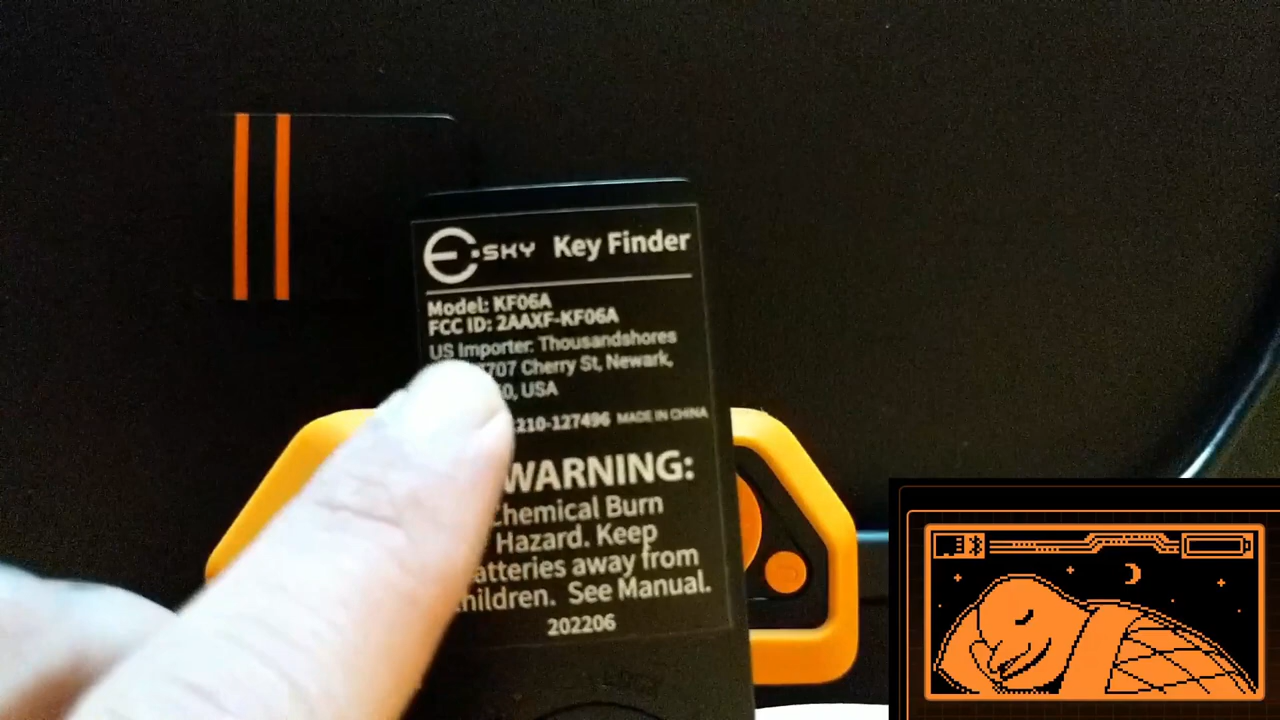 E·SKY Key Finder
Model: KF06A
FCC ID: 2AAXF-KF06A
US Importer: Thousandshores
707 Cherry St, Newark,
0, USA
210-127496 MADE IN CHINA
WARNING:
Chemical Burn
Hazard. Keep
atteries away from
hildren. See Manual.
202206